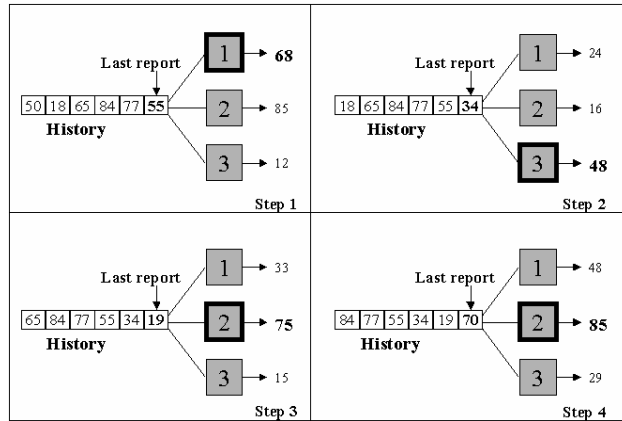 1 68
Last report
50 18 65 84 77 55 2 85
History
3 12
Step 1
1 24
Last report
18 65 84 77 55 34 2 16
History
3 48
Step 2
1 33
Last report
65 84 77 55 34 19 2 75
History
3 15
Step 3
1 48
Last report
84 77 55 34 19 70 2 85
History
3 29
Step 4